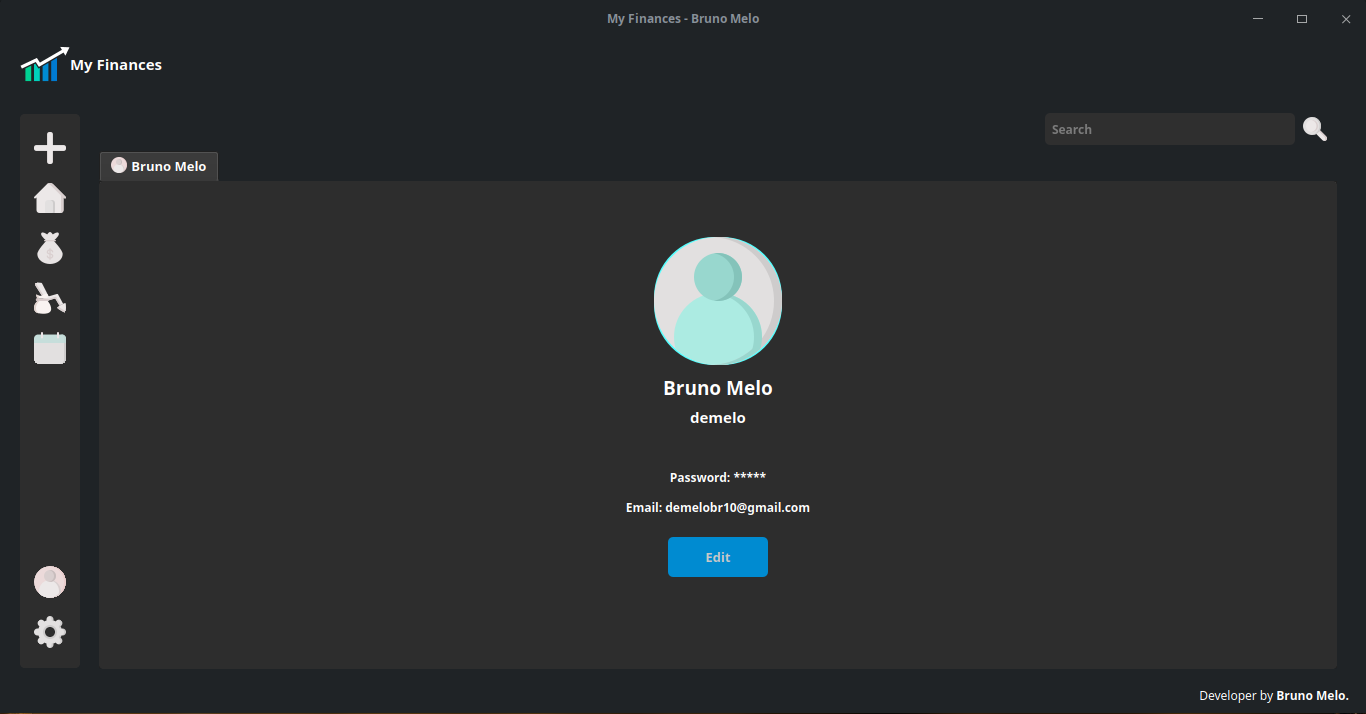 My Finances - Bruno Melo
My Finances
Search
Bruno Melo
Bruno Melo
demelo
Password: *****
Email: demelobr10@gmail.com
Edit
Developer by Bruno Melo.